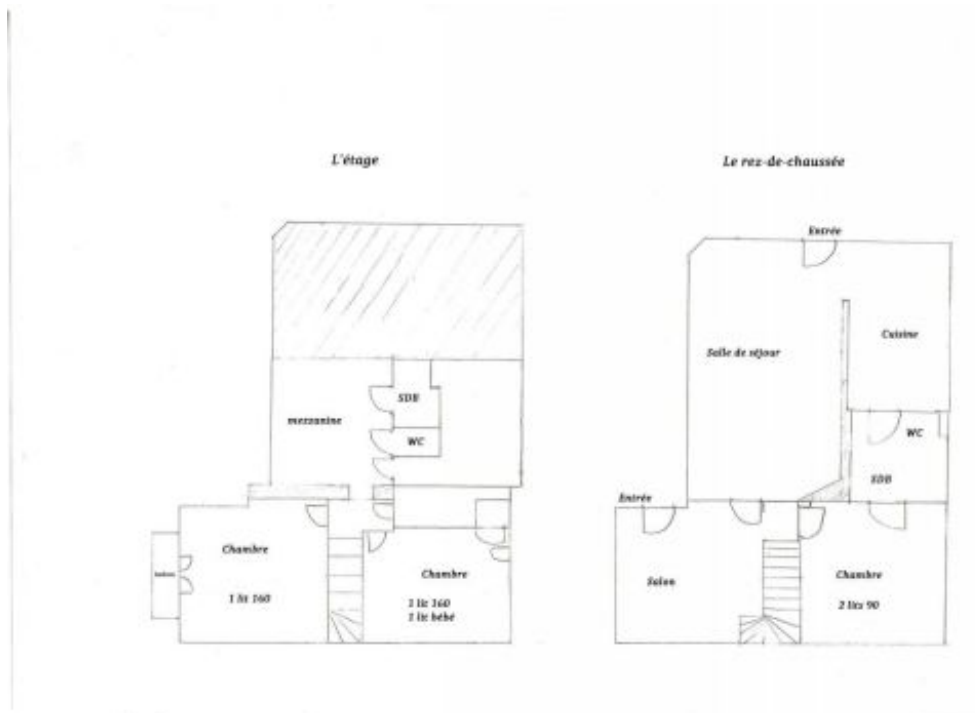 L'étage
mezzanine
SDB
WC
Chambre
1 lit 160
Chambre
1 lit 160
1 lit bébé
Le rez-de-chaussée
Entrée
Cuisine
Salle de séjour
WC
SDB
Entrée
Salon
Chambre
2 lits 90